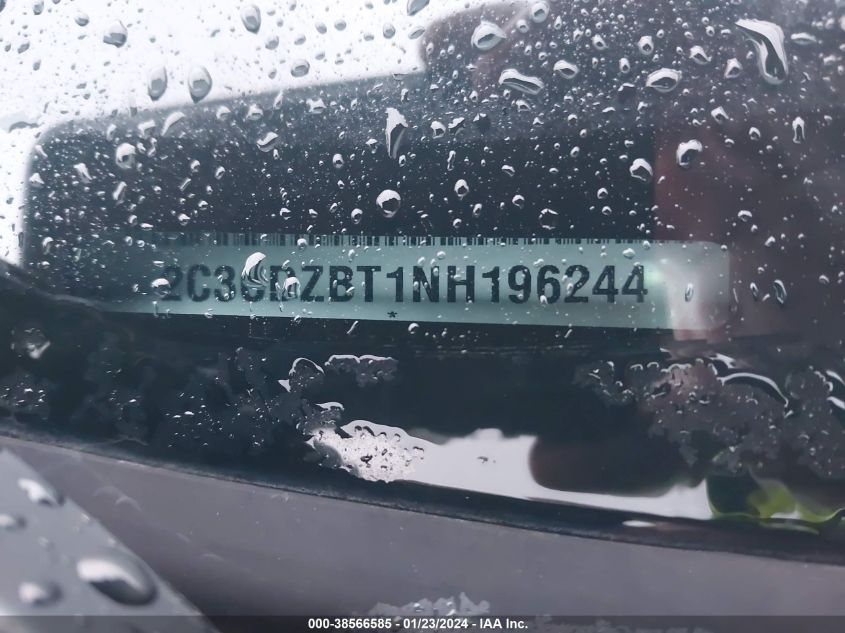 2C3CDZBT1NH196244
*
000-38566585 - 01/23/2024 - IAA, Inc.